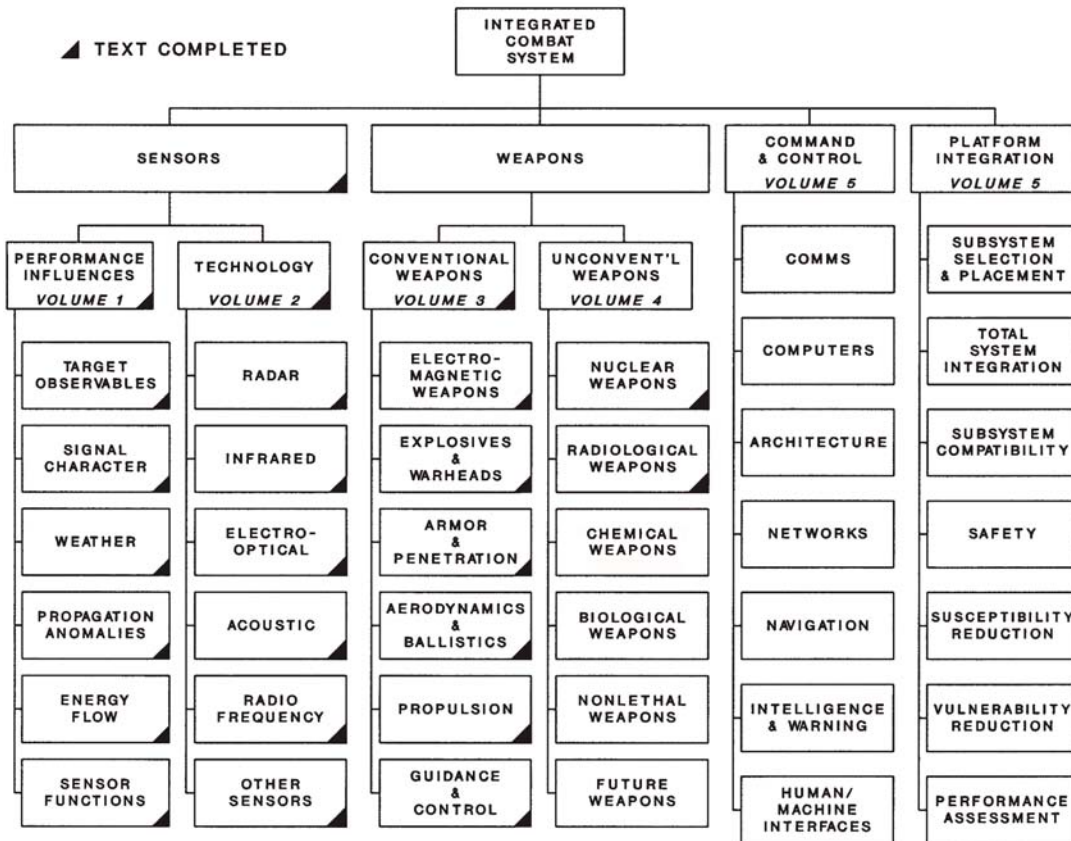 TEXT COMPLETED
INTEGRATED
COMBAT
SYSTEM
SENSORS
WEAPONS
COMMAND
& CONTROL
VOLUME 5
PLATFORM
INTEGRATION
VOLUME 5
PERFORMANCE
INFLUENCES
VOLUME 1
TECHNOLOGY
VOLUME 2
CONVENTIONAL
WEAPONS
VOLUME 3
UNCONVENT'L
WEAPONS
VOLUME 4
TARGET
OBSERVABLES
SIGNAL
CHARACTER
WEATHER
PROPAGATION
ANOMALIES
ENERGY
FLOW
SENSOR
FUNCTIONS
RADAR
INFRARED
ELECTRO-
OPTICAL
ACOUSTIC
RADIO
FREQUENCY
OTHER
SENSORS
ELECTRO-
MAGNETIC
WEAPONS
EXPLOSIVES
&
WARHEADS
ARMOR
&
PENETRATION
AERODYNAMICS
&
BALLISTICS
PROPULSION
GUIDANCE
&
CONTROL
NUCLEAR
WEAPONS
RADIOLOGICAL
WEAPONS
CHEMICAL
WEAPONS
BIOLOGICAL
WEAPONS
NONLETHAL
WEAPONS
FUTURE
WEAPONS
COMMS
COMPUTERS
ARCHITECTURE
NETWORKS
NAVIGATION
INTELLIGENCE
& WARNING
HUMAN/
MACHINE
INTERFACES
SUBSYSTEM
SELECTION
& PLACEMENT
TOTAL
SYSTEM
INTEGRATION
SUBSYSTEM
COMPATIBILITY
SAFETY
SUSCEPTIBILITY
REDUCTION
VULNERABILITY
REDUCTION
PERFORMANCE
ASSESSMENT